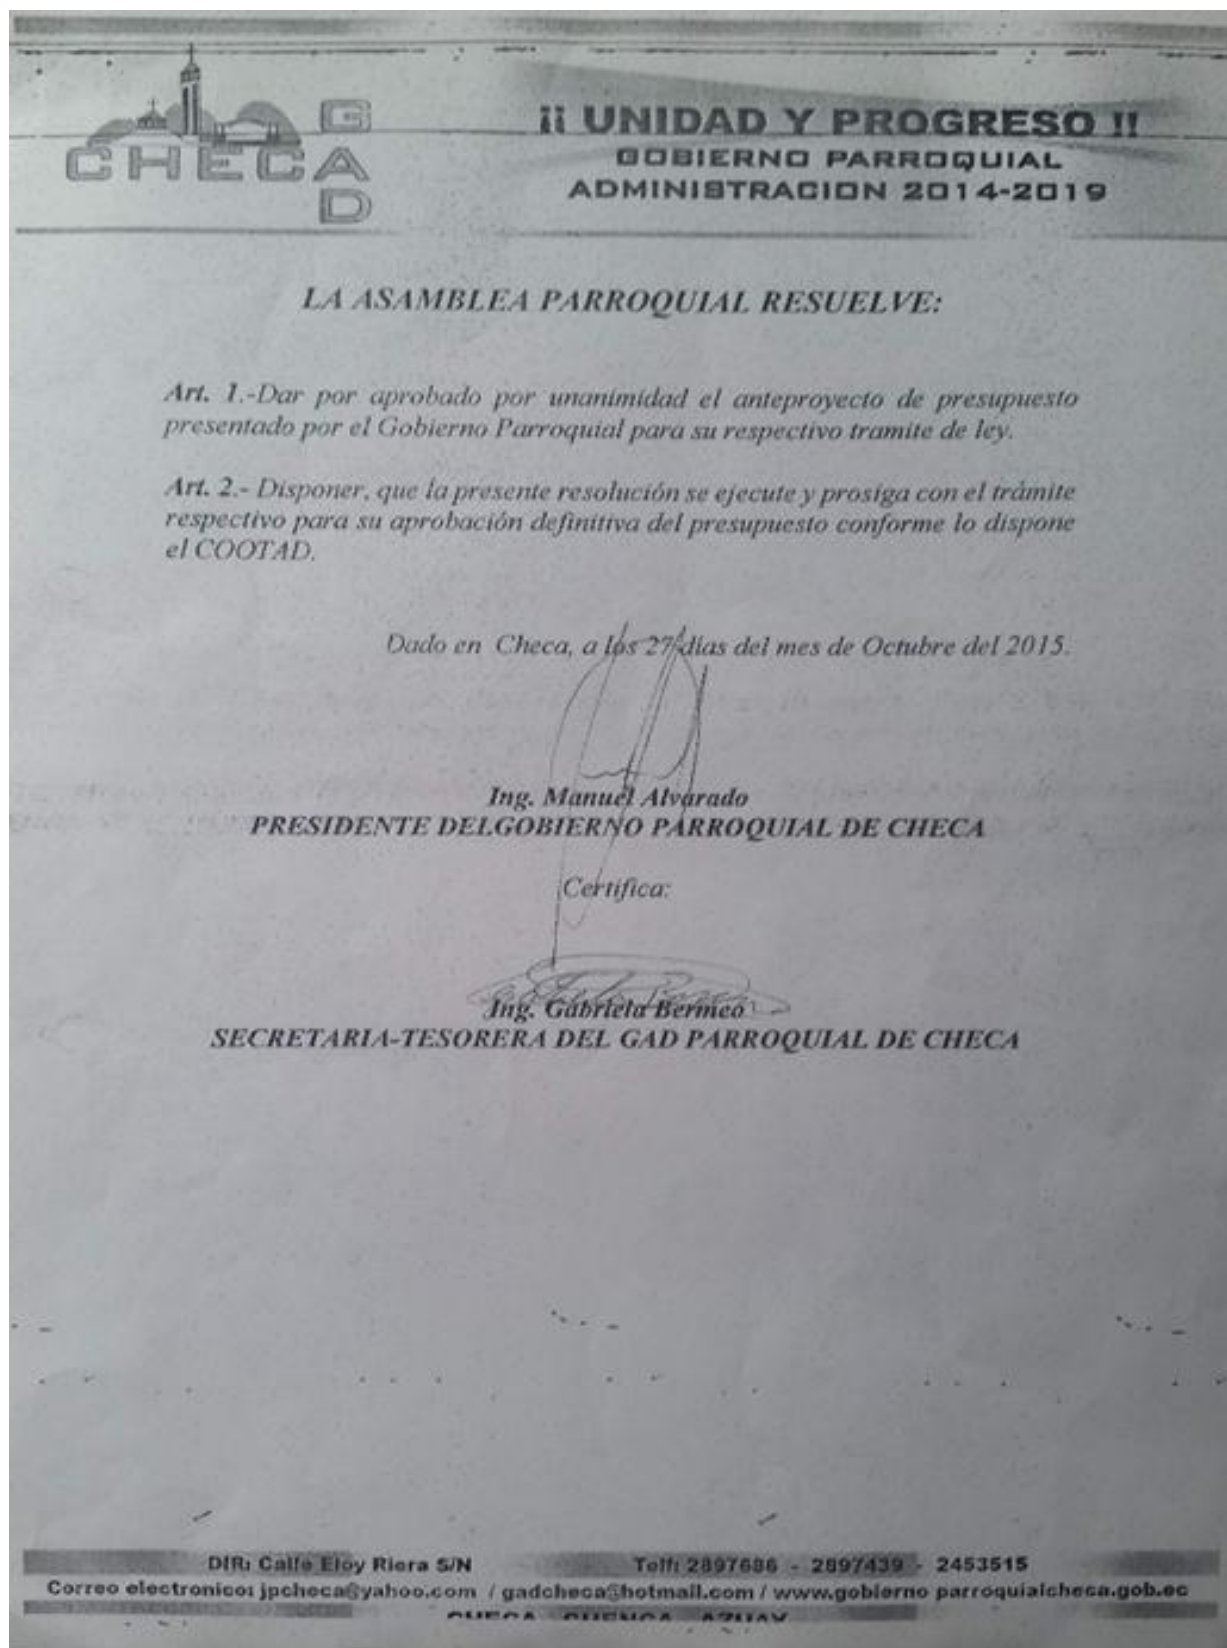 CHECA
GAD
¡¡ UNIDAD Y PROGRESO !!
GOBIERNO PARROQUIAL
ADMINISTRACION 2014-2019
LA ASAMBLEA PARROQUIAL RESUELVE:
Art. 1.-Dar por aprobado por unanimidad el anteproyecto de presupuesto
presentado por el Gobierno Parroquial para su respectivo tramite de ley.
Art. 2.- Disponer, que la presente resolución se ejecute y prosiga con el trámite
respectivo para su aprobación definitiva del presupuesto conforme lo dispone
el COOTAD.
Dado en Checa, a los 27 días del mes de Octubre del 2015.
Ing. Manuel Alvarado
PRESIDENTE DELGOBIERNO PARROQUIAL DE CHECA
Certifica:
Ing. Gabriela Bermeo
SECRETARIA-TESORERA DEL GAD PARROQUIAL DE CHECA
DIR: Calle Eloy Riera S/N Telf: 2897686 - 2897439 - 2453515
Correo electronico: jpcheca@yahoo.com / gadcheca@hotmail.com / www.gobierno parroquialcheca.gob.ec
CHECA CUENCA AZUAY